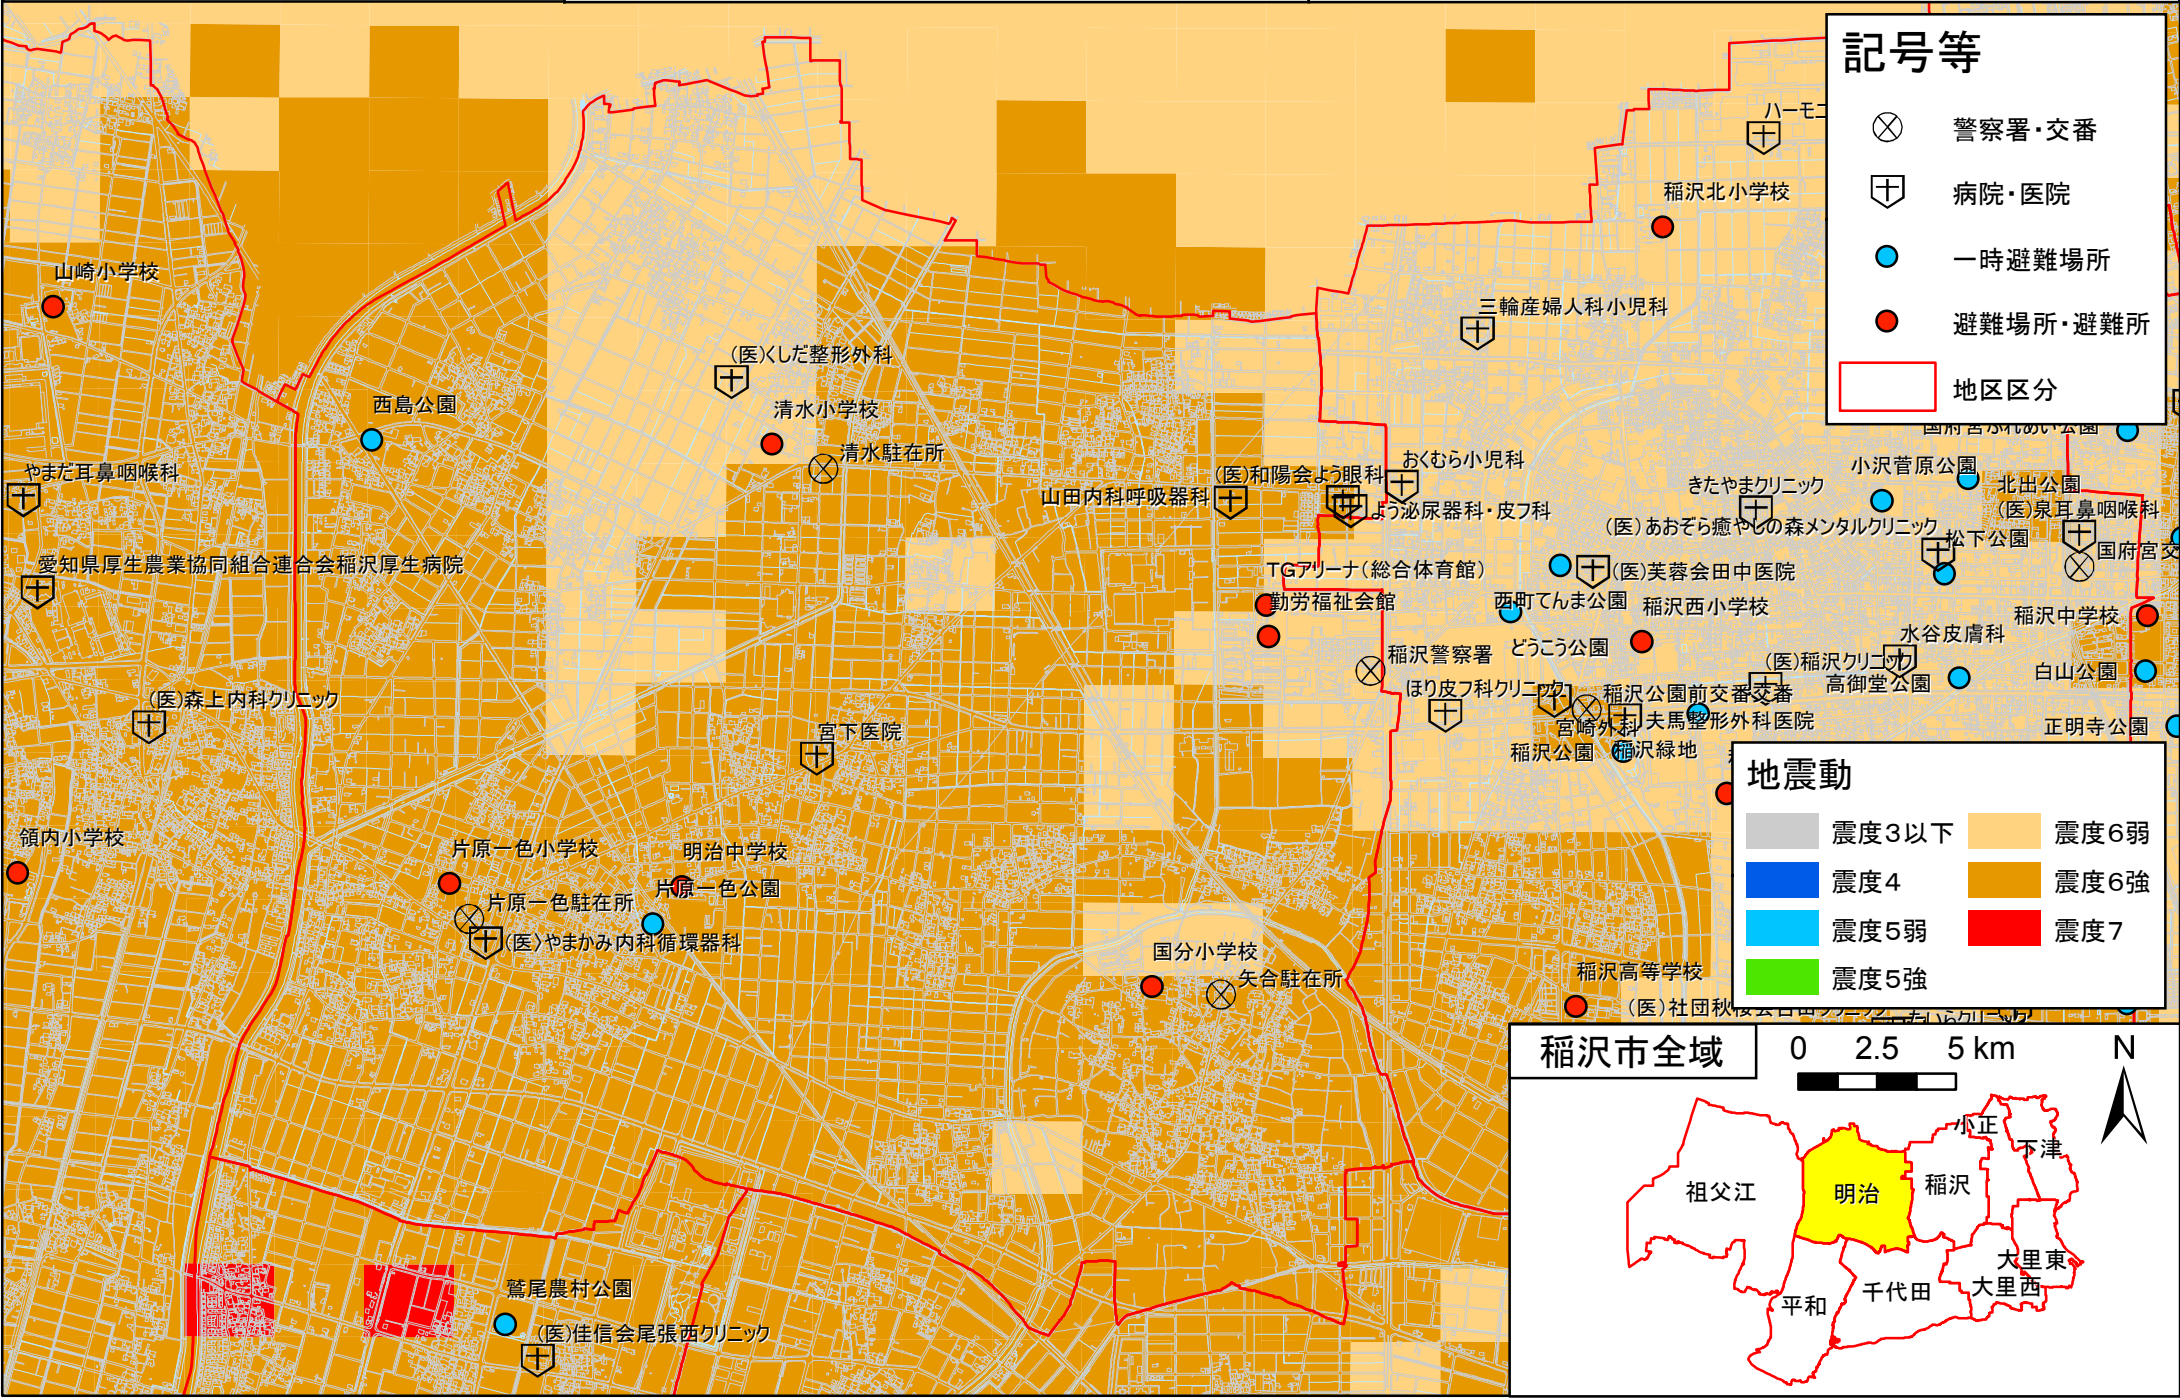 記号等
警察署・交番
病院・医院
一時避難場所
避難場所・避難所
地区区分
稲沢北小学校
山崎小学校
三輪産婦人科小児科
(医)くしだ整形外科
西島公園
清水小学校
清水駐在所
やまだ耳鼻咽喉科
(医)和陽会よう眼科
おくむら小児科
山田内科呼吸器科
よう泌尿器科・皮フ科
小沢菅原公園
きたやまクリニック
北出公園
(医)泉耳鼻咽喉科
(医)あおぞら癒やしの森メンタルクリニック
松下公園
愛知県厚生農業協同組合連合会稲沢厚生病院
TGアリーナ(総合体育館)
(医)芙蓉会田中医院
勤労福祉会館
西町てんま公園
稲沢西小学校
稲沢中学校
水谷皮膚科
どうこう公園
稲沢警察署
(医)稲沢クリニック
白山公園
高御堂公園
(医)森上内科クリニック
ほり皮フ科クリニック
稲沢公園前交番交番
夫馬整形外科医院
宮崎外科
正明寺公園
宮下医院
稲沢公園
稲沢緑地
地震動
震度3以下
震度4
震度5弱
震度5強
震度6弱
震度6強
震度7
領内小学校
片原一色小学校
明治中学校
片原一色公園
片原一色駐在所
(医)やまかみ内科循環器科
国分小学校
矢合駐在所
稲沢高等学校
鷲尾農村公園
(医)佳信会尾張西クリニック
稲沢市全域
0 2.5 5 km
N
小正
下津
祖父江
明治
稲沢
大里東
大里西
千代田
平和